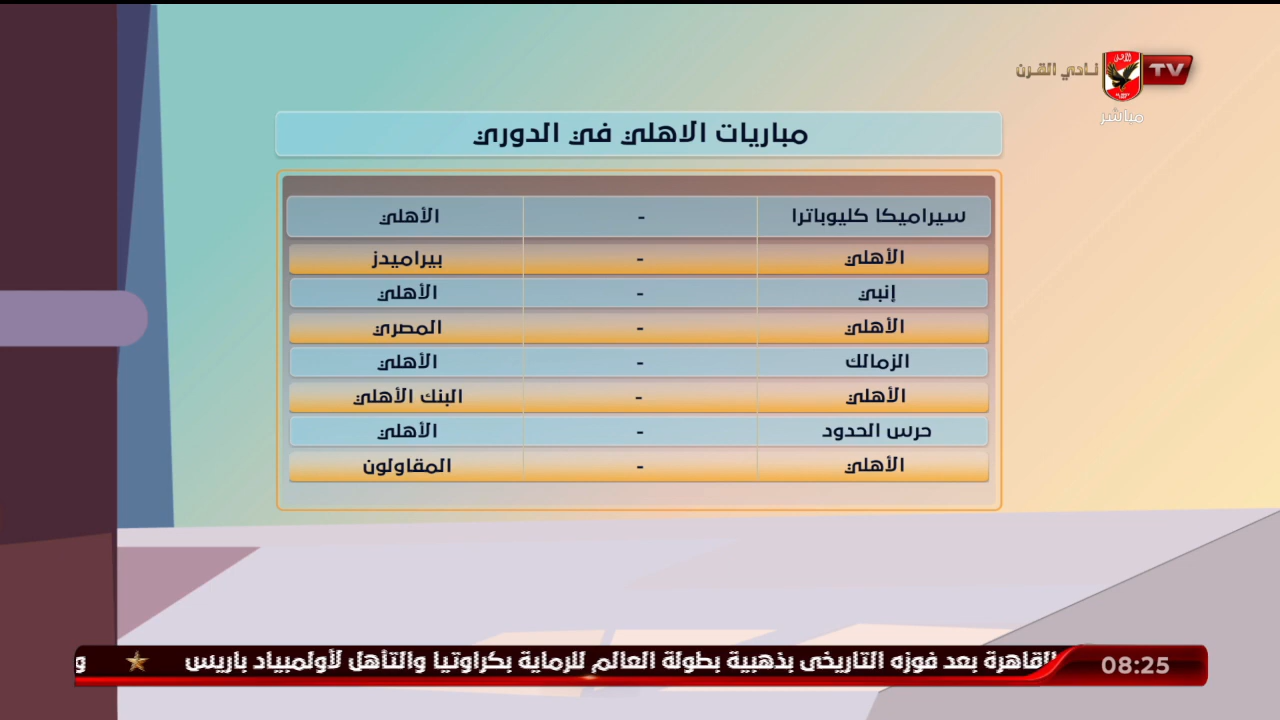 نادي القرن TV
مباشر
مباريات الاهلي في الدوري
سيراميكا كليوباترا - الأهلي
الأهلي - بيراميدز
إنبي - الأهلي
الأهلي - المصري
الزمالك - الأهلي
الأهلي - البنك الأهلي
حرس الحدود - الأهلي
الأهلي - المقاولون
القاهرة بعد فوزه التاريخى بذهبية بطولة العالم للرماية بكراوتيا والتأهل لأولمبياد باريس
08:25